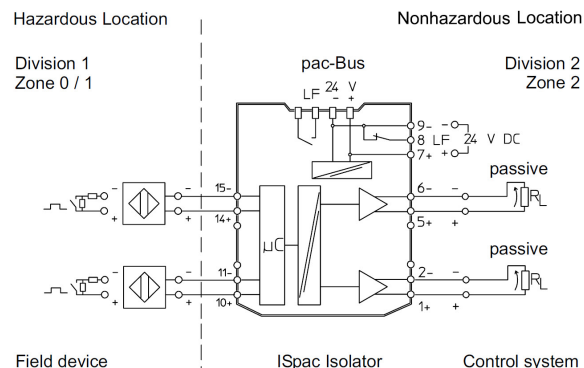 Hazardous Location
Nonhazardous Location
Division 1
Zone 0 / 1
pac-Bus
Division 2
Zone 2
LF 24 V
- +
9- -
8 LF 24 V DC
7+ +
passive
- - 15- 6- - RL
+ + 14+ 5+ +
µC
passive
- - 11- 2- - RL
+ + 10+ 1+ +
Field device
ISpac Isolator
Control system